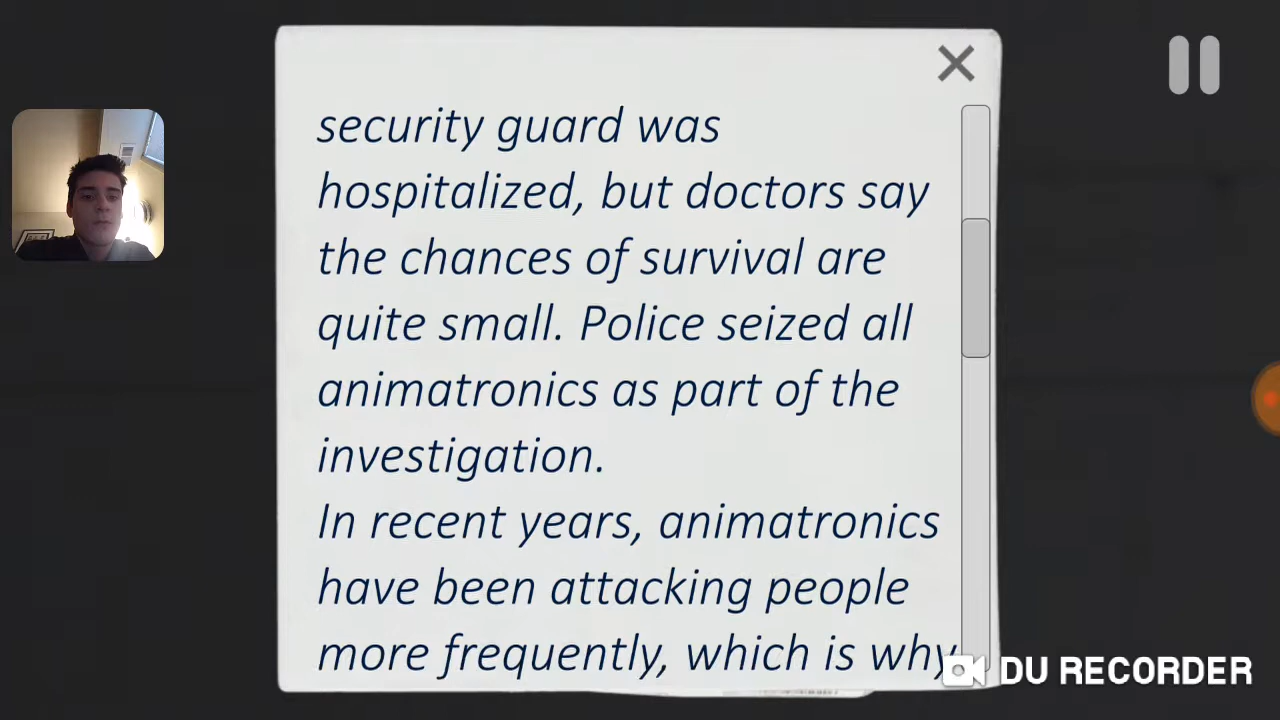 security guard was
hospitalized, but doctors say
the chances of survival are
quite small. Police seized all
animatronics as part of the
investigation.
In recent years, animatronics
have been attacking people
more frequently, which is why
DU RECORDER